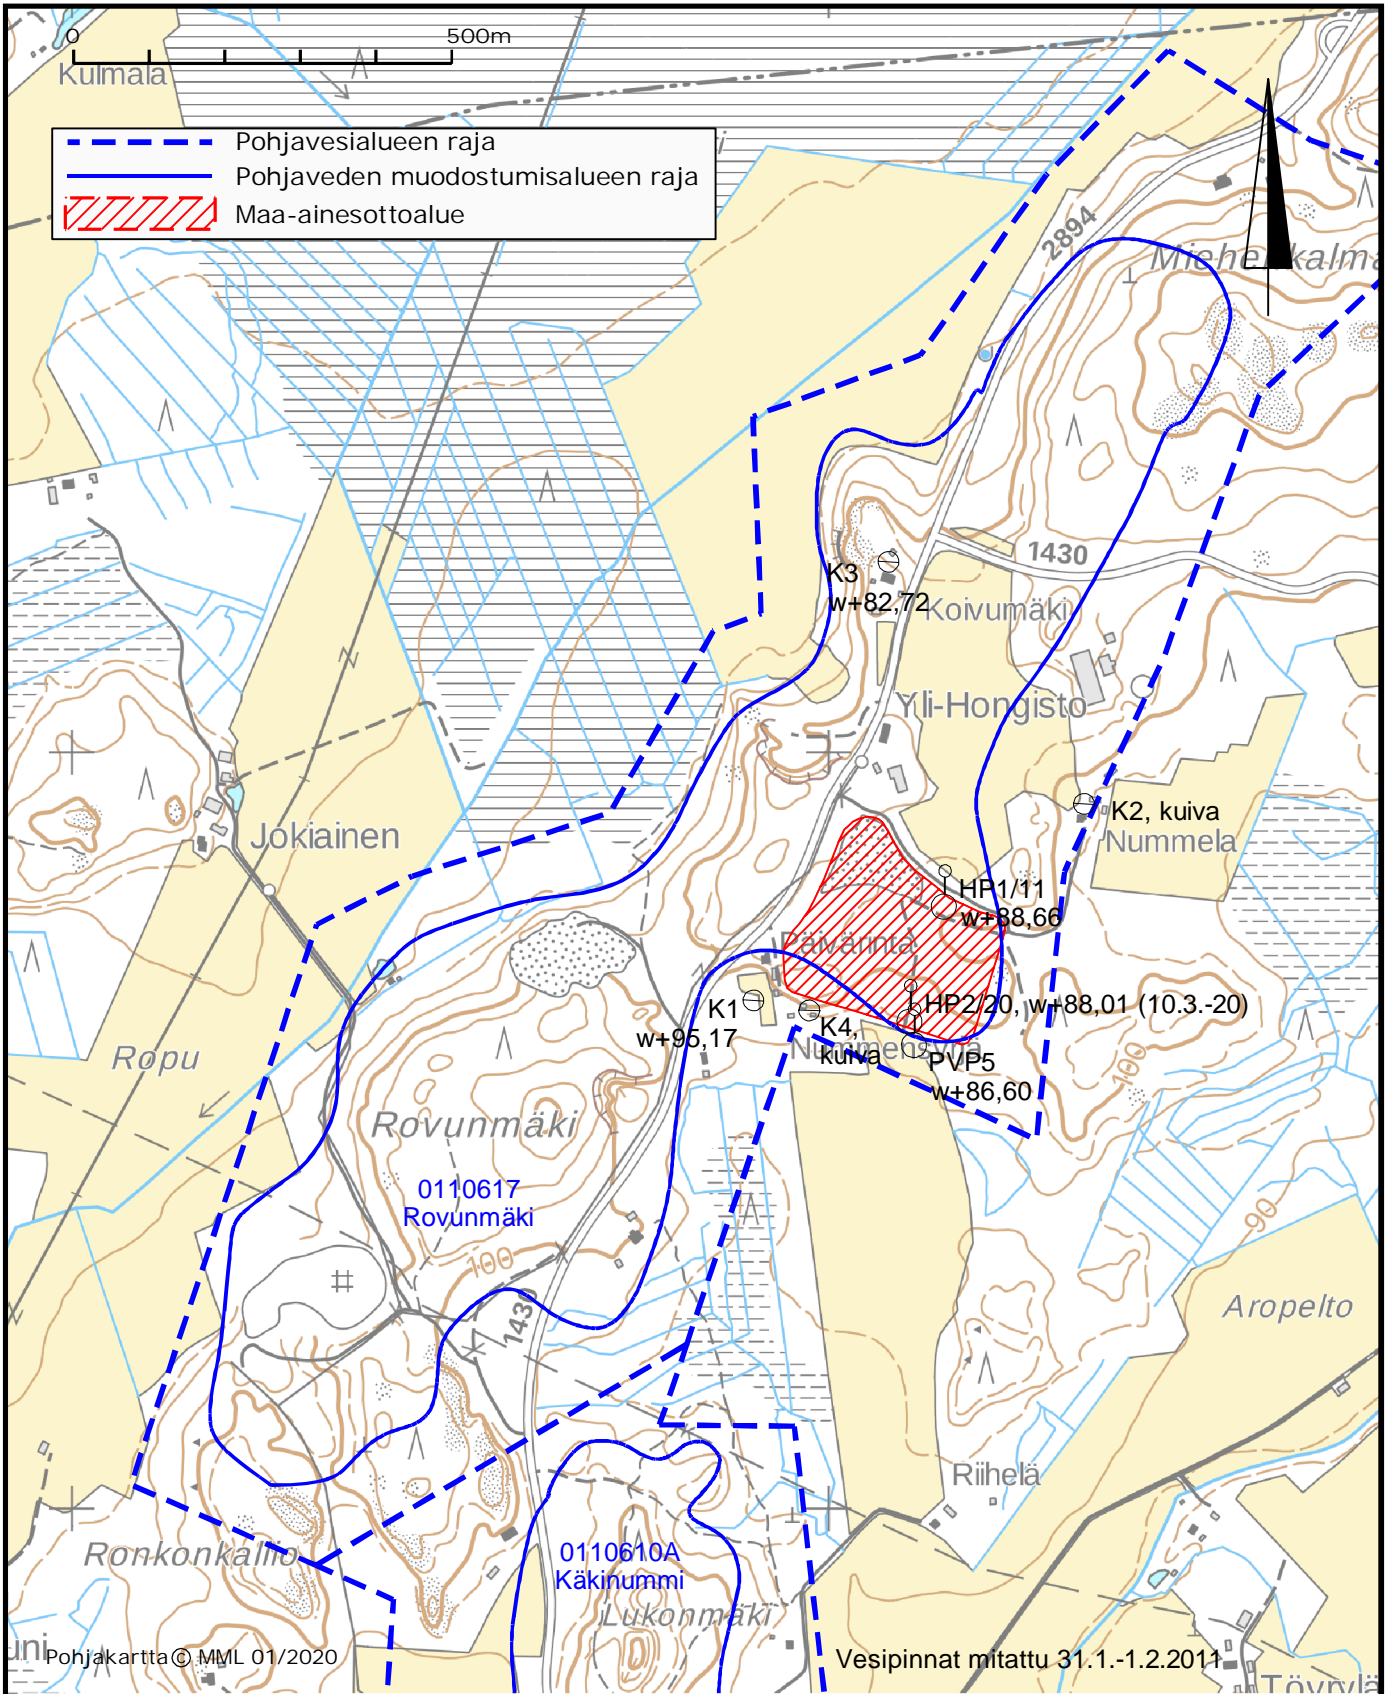 0 500m
Kulmala
Pohjavesialueen raja
Pohjaveden muodostumisalueen raja
Maa-ainesottoalue
2894
1430
K3
w+82,72
Koivumäki
Yli-Hongisto
K2, kuiva
Nummela
Jokiainen
HP1/11
w+88,66
Päivärinta
HP2/20, w+88,01 (10.3.-20)
K1
w+95,17
K4,
kuiva
PVP5
w+86,60
100
Ropu
Rovunmäki
0110617
Rovunmäki
100
90
1430
Aropelto
Riihelä
Ronkonkallio
0110610A
Käkinummi
Lukonmäki
Pohjakartta © MML 01/2020
Vesipinnat mitattu 31.1.-1.2.2011